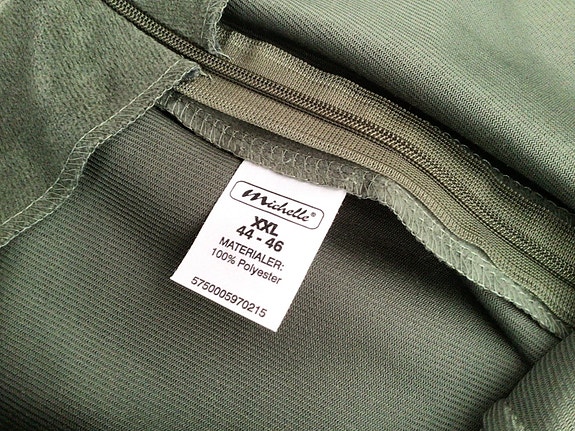 Michelle®
XXL
44 - 46
MATERIALER:
100% Polyester
5750005970215